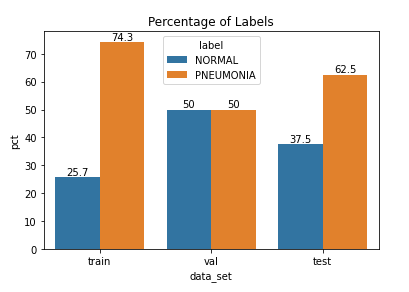 Percentage of Labels
label
NORMAL
PNEUMONIA
pct
70
60
50
40
30
20
10
0
25.7
74.3
50
50
37.5
62.5
train
val
test
data_set